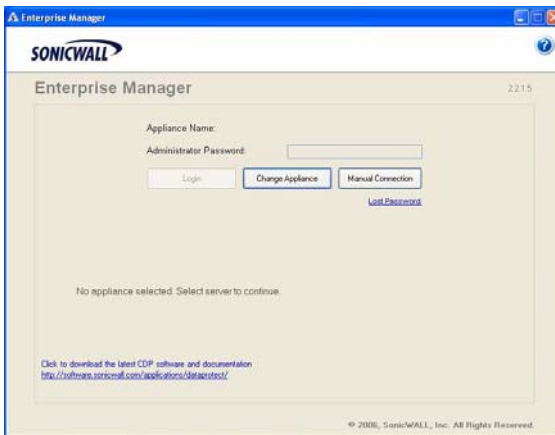 Enterprise Manager
SONICWALL
Enterprise Manager
2.2.1.5
Appliance Name:
Administrator Password:
Login
Change Appliance
Manual Connection
Lost Password
No appliance selected. Select server to continue.
Click to download the latest CDP software and documentation
http://software.sonicwall.com/applications/dataprotect/
© 2006, SonicWALL, Inc. All Rights Reserved.